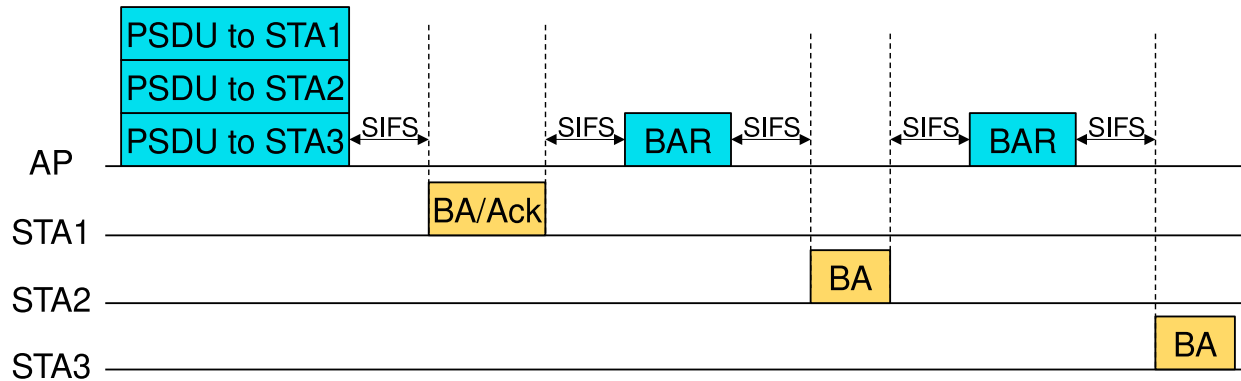 PSDU to STA1
PSDU to STA2
PSDU to STA3
SIFS
SIFS
BAR
SIFS
SIFS
BAR
SIFS
AP
BA/Ack
STA1
BA
STA2
BA
STA3